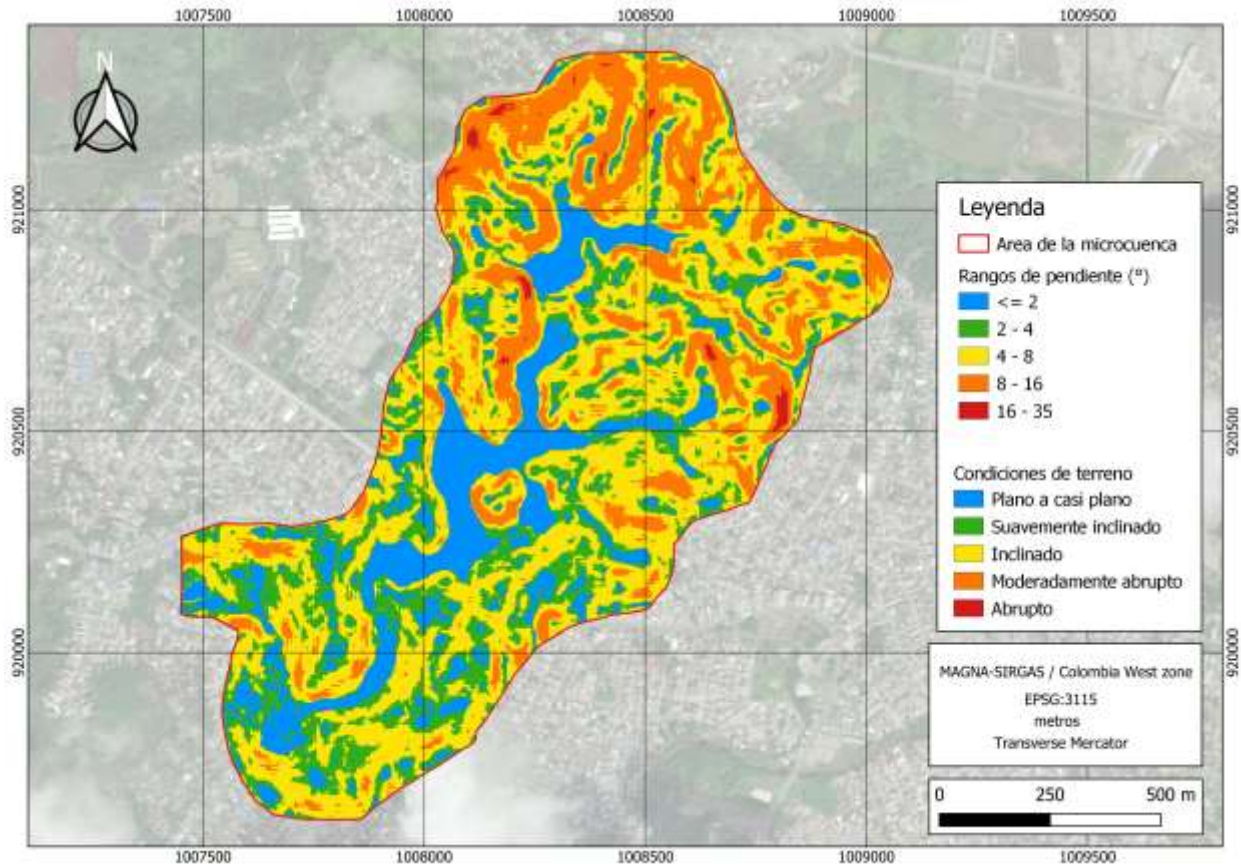 1007500 1008000 1008500 1009000 1009500
N
921000 921000
920500 920500
920000 920000
Leyenda
Area de la microcuenca
Rangos de pendiente (°)
<= 2
2 - 4
4 - 8
8 - 16
16 - 35
Condiciones de terreno
Plano a casi plano
Suavemente inclinado
Inclinado
Moderadamente abrupto
Abrupto
MAGNA-SIRGAS / Colombia West zone
EPSG:3115
metros
Transverse Mercator
0 250 500 m
1007500 1008000 1008500 1009000 1009500